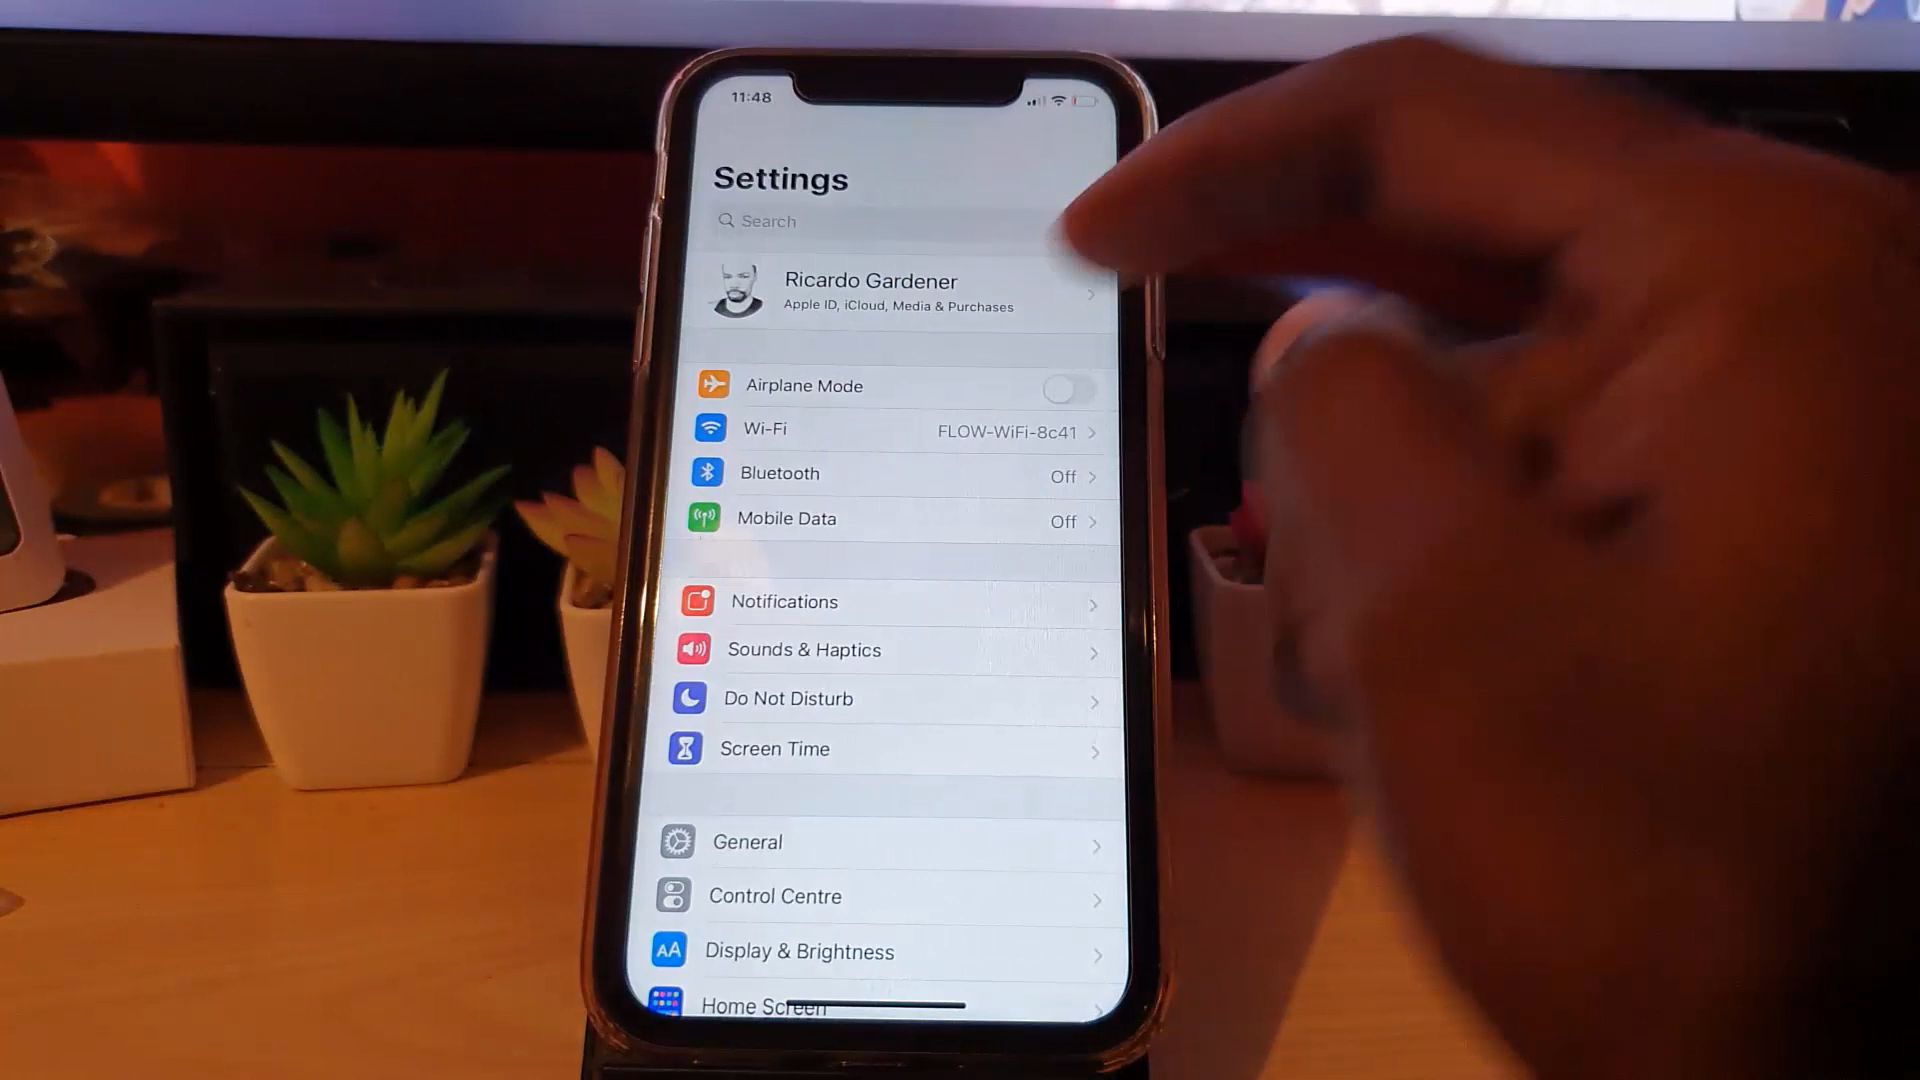 11:48
Settings
Search
Ricardo Gardener
Apple ID, iCloud, Media & Purchases
Airplane Mode
Wi-Fi FLOW-WiFi-8c41
Bluetooth Off
Mobile Data Off
Notifications
Sounds & Haptics
Do Not Disturb
Screen Time
General
Control Centre
AA Display & Brightness
Home Screen